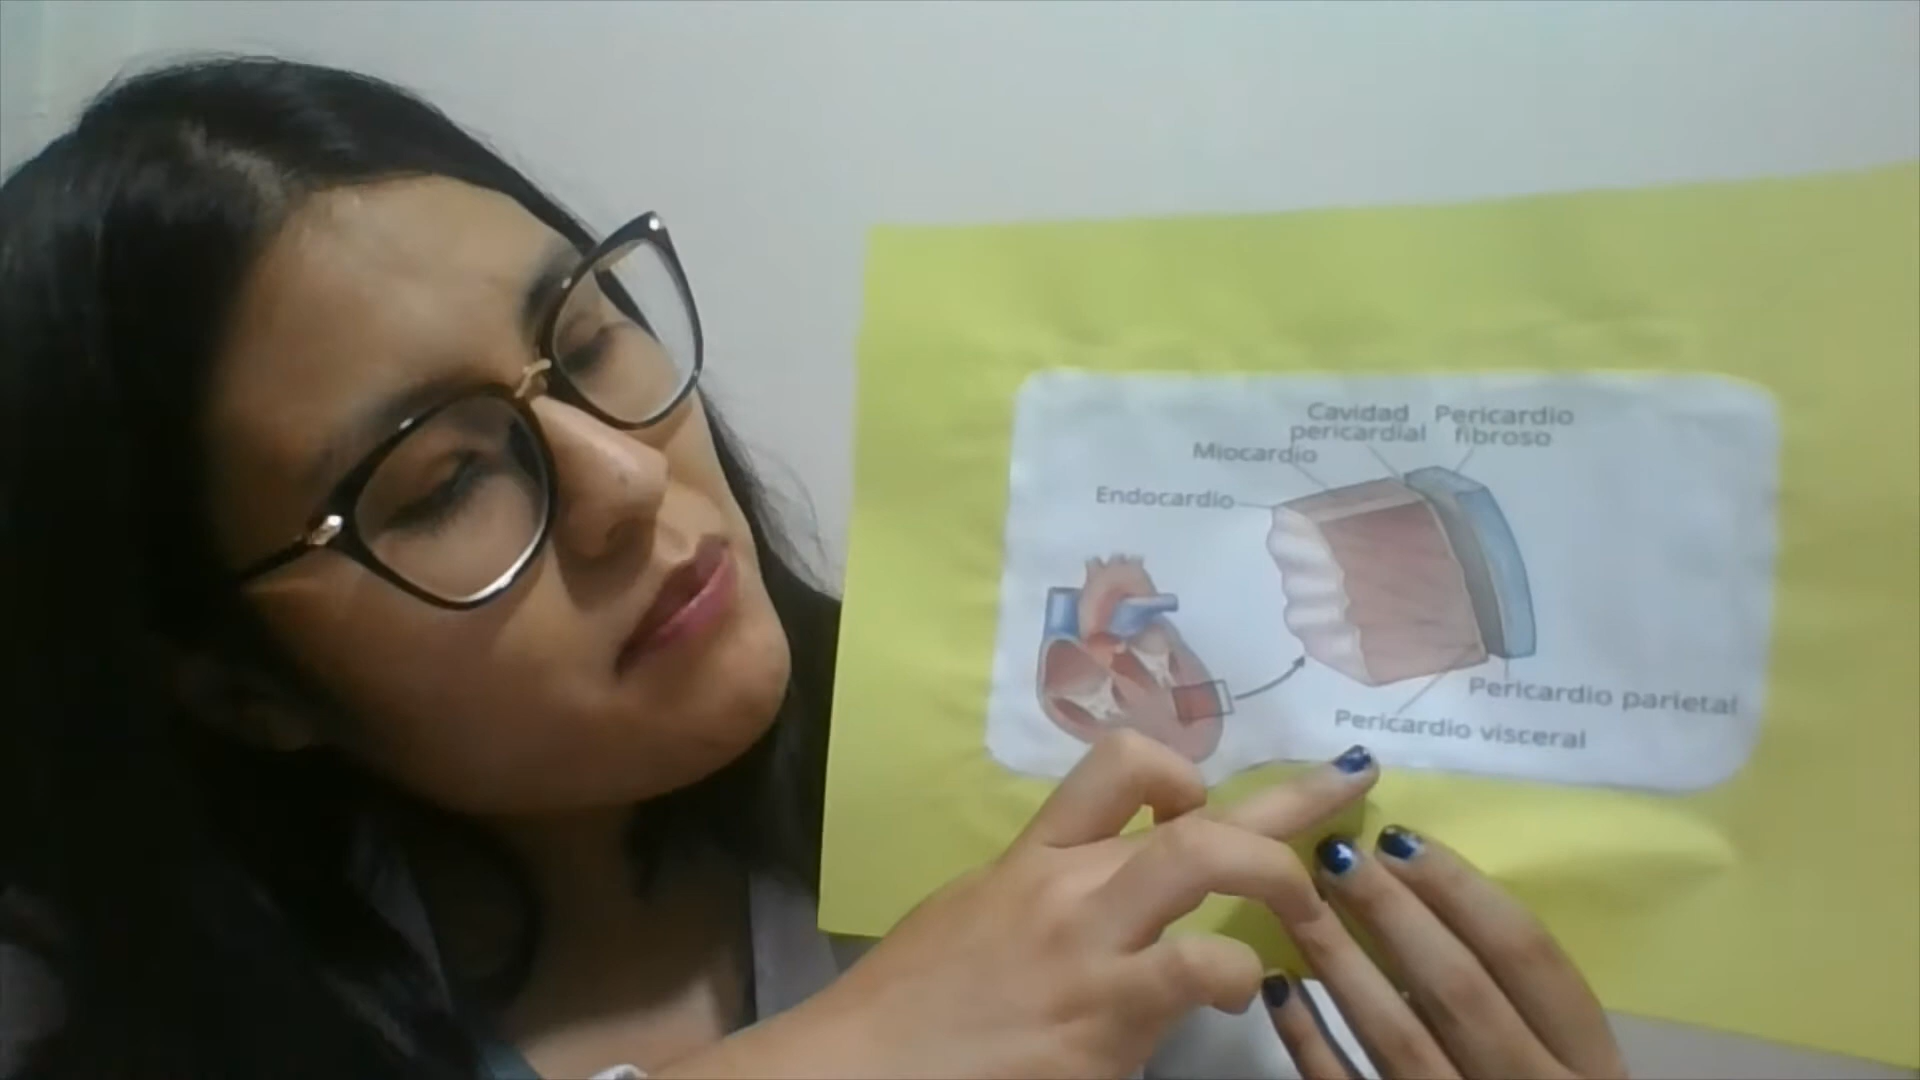 Cavidad
pericardial
Pericardio
fibroso
Miocardio
Endocardio
Pericardio parietal
Pericardio visceral